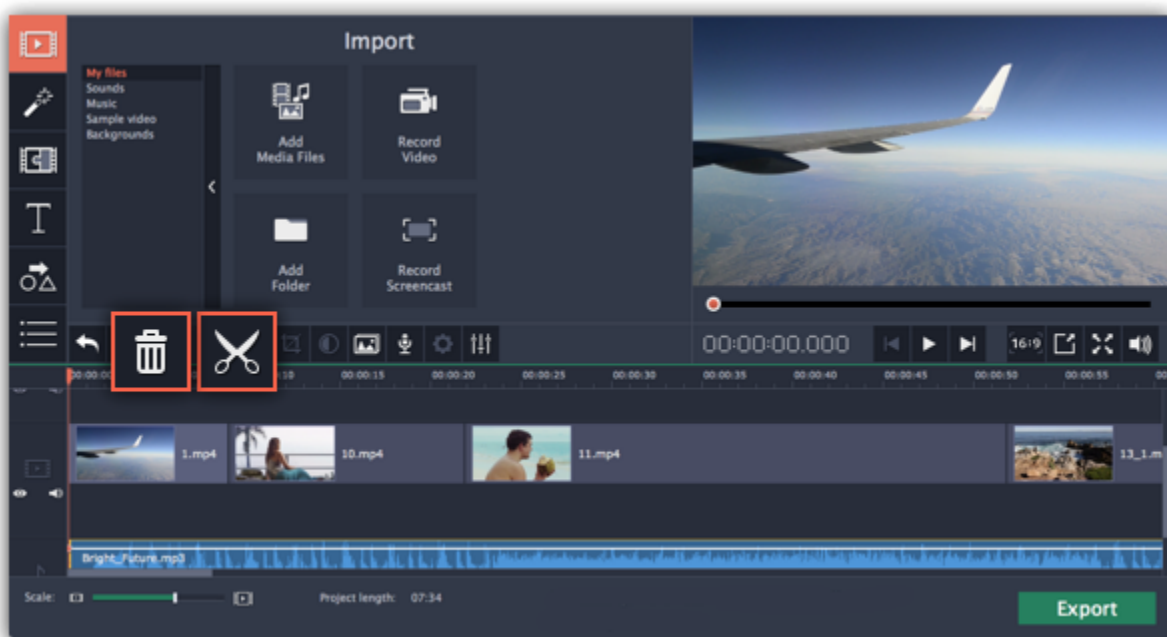 Import
My files
Sounds
Music
Sample video
Backgrounds
Add
Media Files
Record
Video
Add
Folder
Record
Screencast
T
00:00:00.000
16:9
00:00:15
00:00:20
00:00:25
00:00:30
00:00:35
00:00:40
00:00:45
00:00:50
00:00:55
1.mp4
10.mp4
11.mp4
13_1.m
Bright_Future.mp3
Scale:
Project length: 07:34
Export